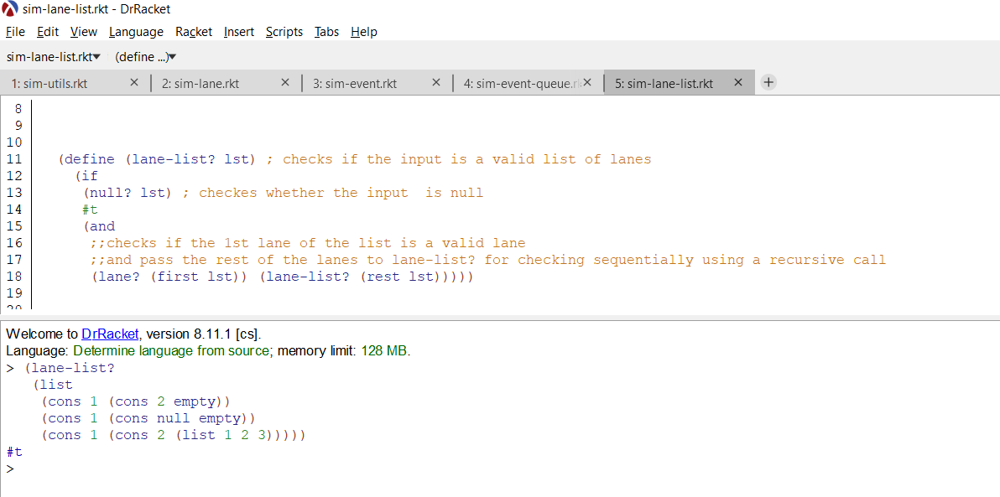 sim-lane-list.rkt - DrRacket
File Edit View Language Racket Insert Scripts Tabs Help
sim-lane-list.rkt▾ (define ...)▾
1: sim-utils.rkt × 2: sim-lane.rkt × 3: sim-event.rkt × 4: sim-event-queue.r × 5: sim-lane-list.rkt × +
8
9
10
11 (define (lane-list? lst) ; checks if the input is a valid list of lanes
12 (if
13 (null? lst) ; checkes whether the input  is null
14 #t
15 (and
16 ;;checks if the 1st lane of the list is a valid lane
17 ;;and pass the rest of the lanes to lane-list? for checking sequentially using a recursive call
18 (lane? (first lst)) (lane-list? (rest lst)))))
19
20
Welcome to DrRacket, version 8.11.1 [cs].
Language: Determine language from source; memory limit: 128 MB.
> (lane-list?
(list
(cons 1 (cons 2 empty))
(cons 1 (cons null empty))
(cons 1 (cons 2 (list 1 2 3)))))
#t
>